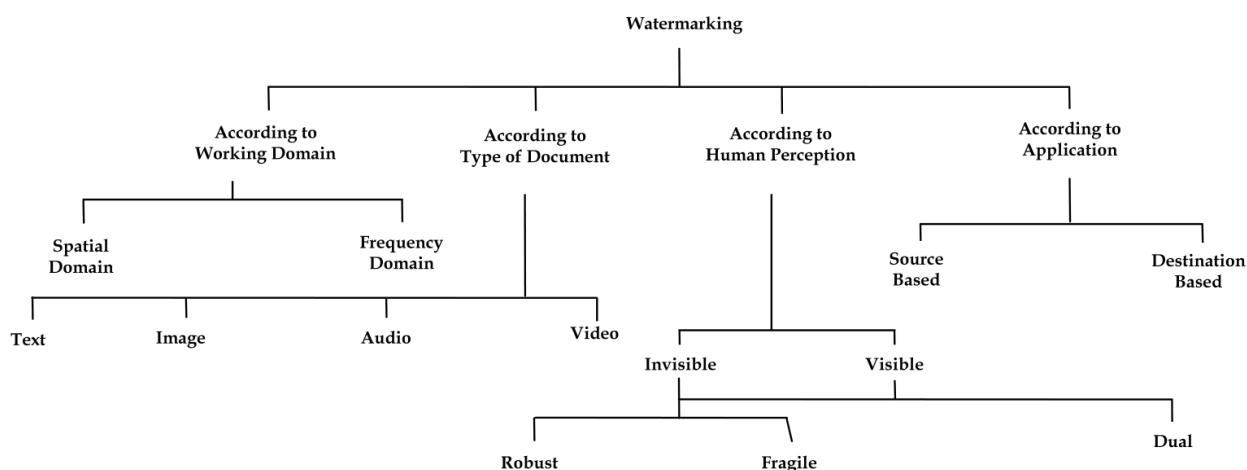 Watermarking
According to
Working Domain
According to
Type of Document
According to
Human Perception
According to
Application
Spatial
Domain
Frequency
Domain
Source
Based
Destination
Based
Text
Image
Audio
Video
Invisible
Visible
Dual
Robust
Fragile